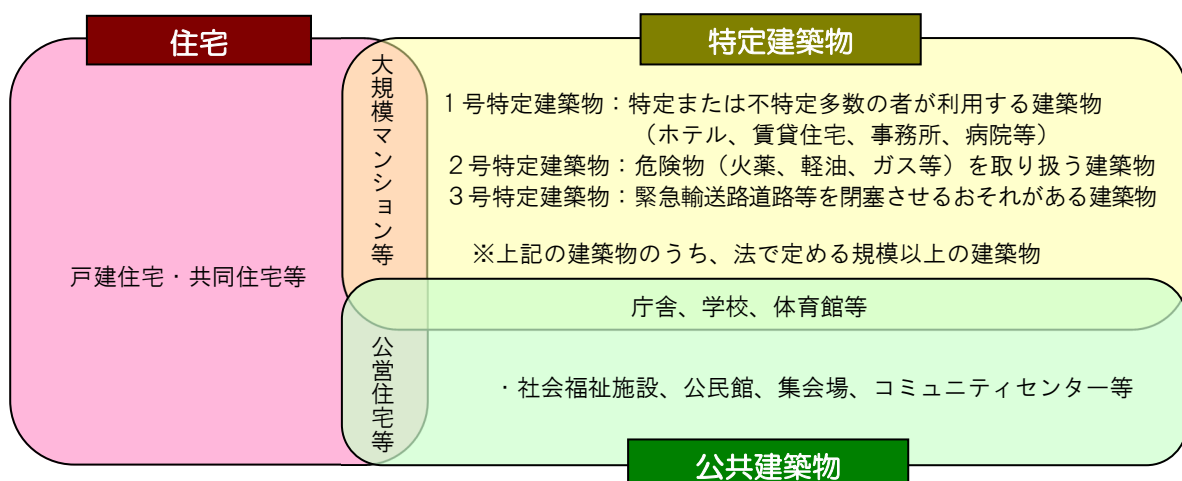 住宅
特定建築物
大規模マンション等
1号特定建築物：特定または不特定多数の者が利用する建築物
（ホテル、賃貸住宅、事務所、病院等）
2号特定建築物：危険物（火薬、軽油、ガス等）を取り扱う建築物
3号特定建築物：緊急輸送路道路等を閉塞させるおそれがある建築物
※上記の建築物のうち、法で定める規模以上の建築物
戸建住宅・共同住宅等
庁舎、学校、体育館等
公営住宅等
・社会福祉施設、公民館、集会場、コミュニティセンター等
公共建築物